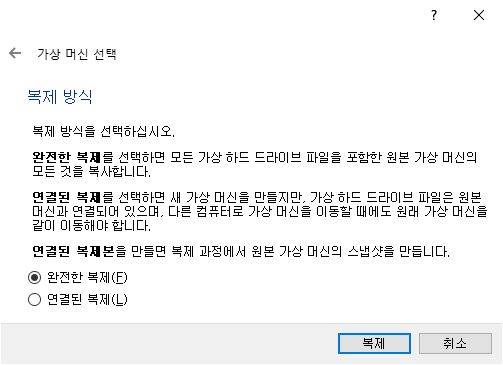 ?
가상 머신 선택
복제 방식
복제 방식을 선택하십시오.
완전한 복제를 선택하면 모든 가상 하드 드라이브 파일을 포함한 원본 가상 머신의
모든 것을 복사합니다.
연결된 복제를 선택하면 새 가상 머신을 만들지만, 가상 하드 드라이브 파일은 원본
머신과 연결되어 있으며, 다른 컴퓨터로 가상 머신을 이동할 때에도 원래 가상 머신을
같이 이동해야 합니다.
연결된 복제본을 만들면 복제 과정에서 원본 가상 머신의 스냅샷을 만듭니다.
완전한 복제(F)
연결된 복제(L)
복제 취소